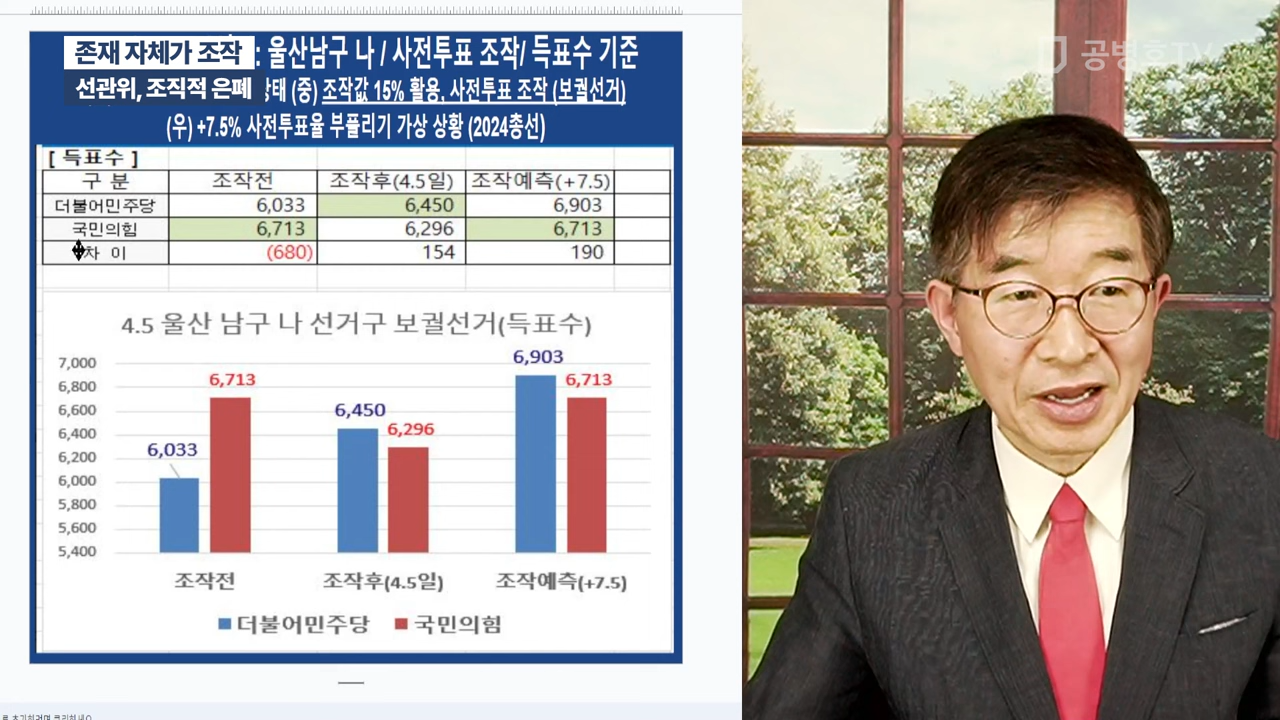 존재 자체가 조작 : 울산남구 나 / 사전투표 조작/ 득표수 기준
선관위, 조직적 은폐 상태 (중) 조작값 15% 활용, 사전투표 조작 (보궐선거)
(우) +7.5% 사전투표율 부풀리기 가상 상황 (2024총선)
공병호TV
[ 득표수 ]
구 분 조작전 조작후(4.5일) 조작예측(+7.5)
더불어민주당 6,033 6,450 6,903
국민의힘 6,713 6,296 6,713
차 이 (680) 154 190
4.5 울산 남구 나 선거구 보궐선거(득표수)
7,000
6,800
6,600
6,400
6,200
6,000
5,800
5,600
5,400
6,033 6,713 6,450 6,296 6,903 6,713
조작전 조작후(4.5일) 조작예측(+7.5)
더불어민주당 국민의힘